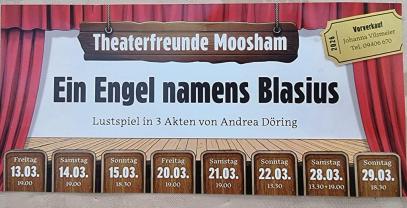 Theaterfreunde Moosham
2026
Vorverkauf
Johanna Vilsmeier
Tel. 09406 670
Ein Engel namens Blasius
Lustspiel in 3 Akten von Andrea Döring
Freitag
13.03.
19.00
Samstag
14.03.
19.00
Sonntag
15.03.
18.30
Freitag
20.03.
19.00
Samstag
21.03.
19.00
Sonntag
22.03.
13.30
Samstag
28.03.
13.30+19.00
Sonntag
29.03.
18.30